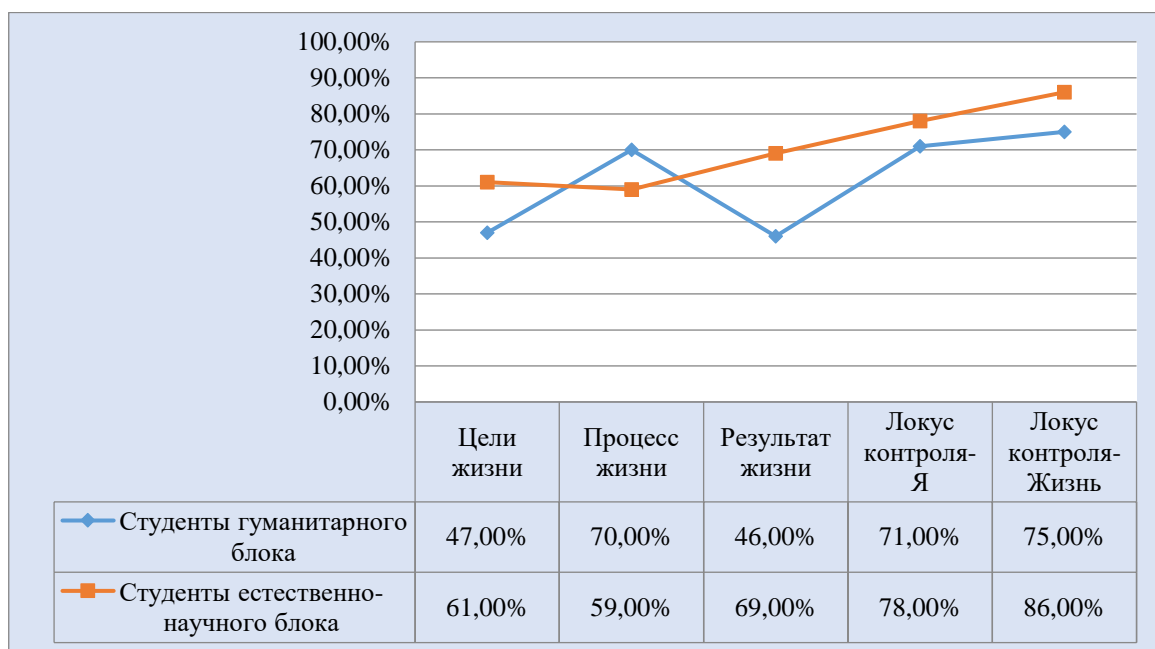 100,00%
90,00%
80,00%
70,00%
60,00%
50,00%
40,00%
30,00%
20,00%
10,00%
0,00%
Цели
жизни
Процесс
жизни
Результат
жизни
Локус
контроля-
Я
Локус
контроля-
Жизнь
Студенты гуманитарного
блока
47,00% 70,00% 46,00% 71,00% 75,00%
Студенты естественно-
научного блока
61,00% 59,00% 69,00% 78,00% 86,00%